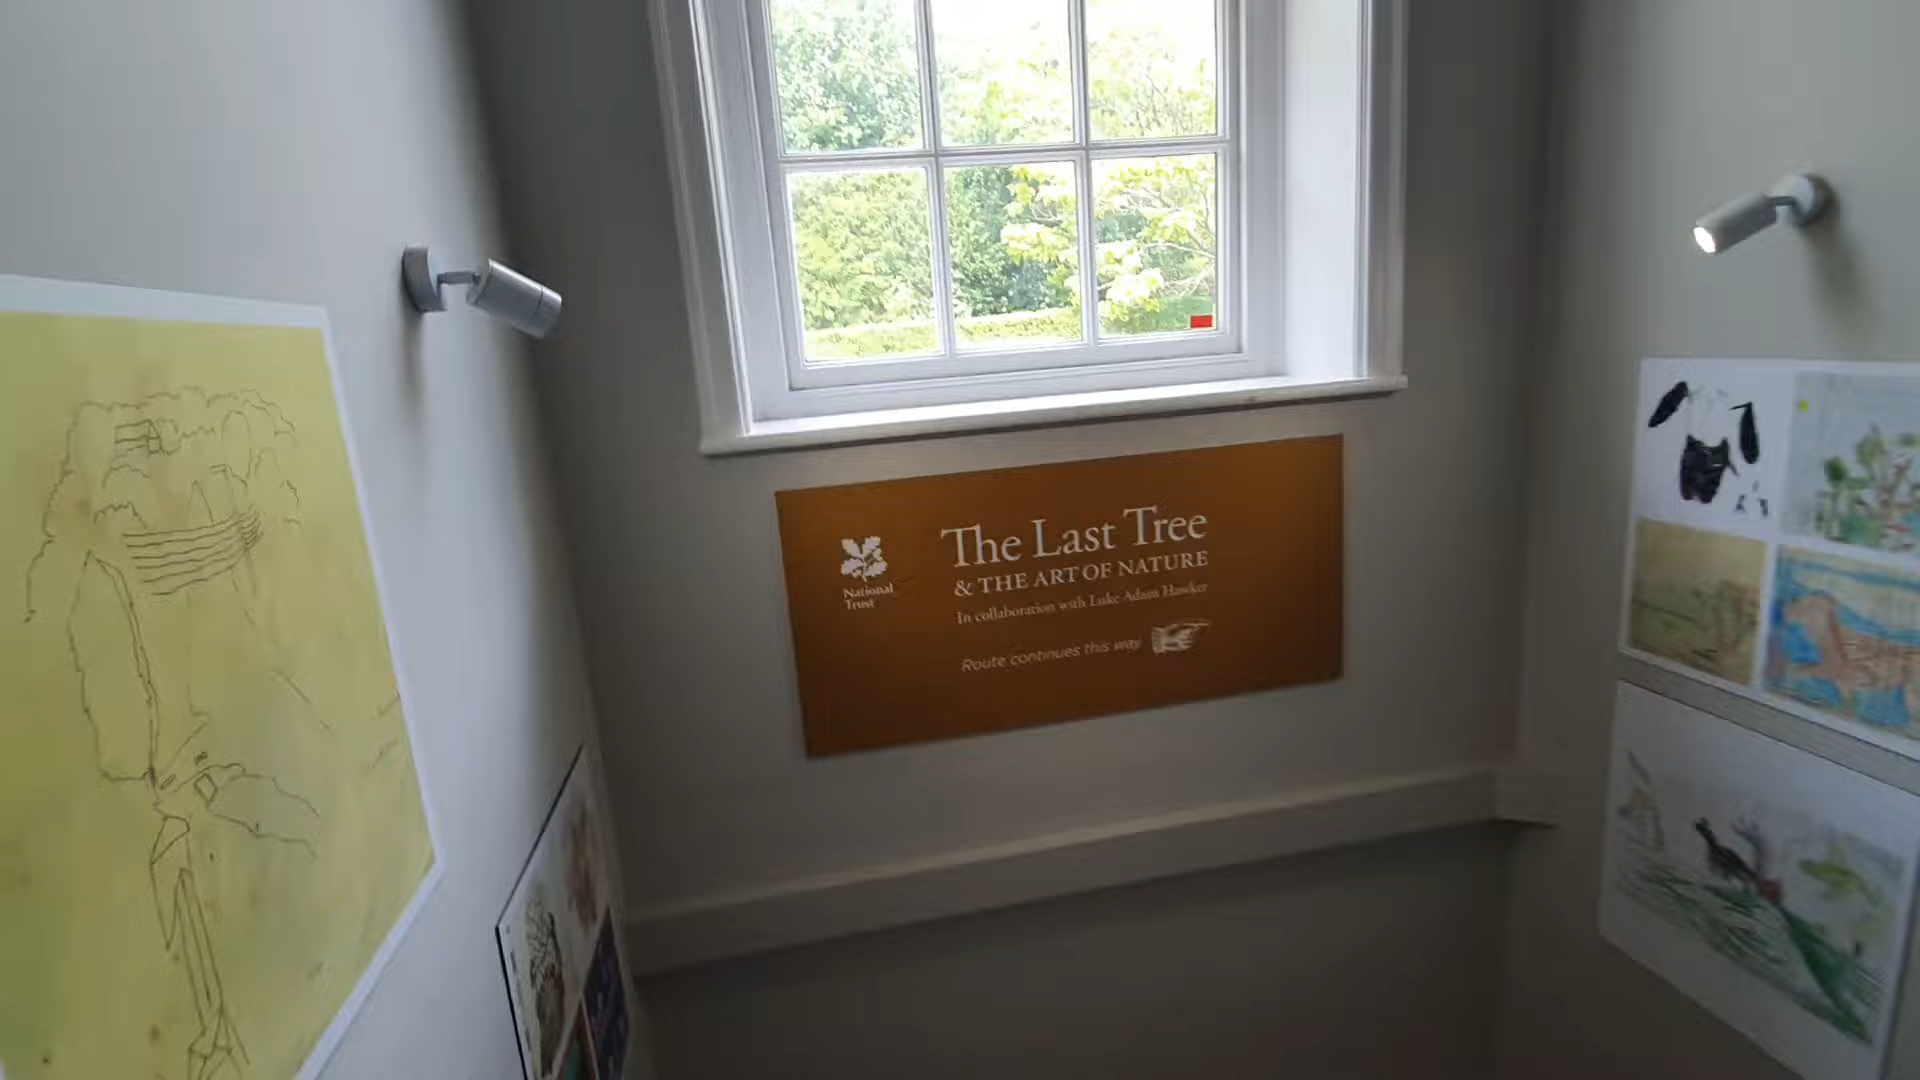 National
Trust
The Last Tree
& THE ART OF NATURE
In collaboration with Luke Adam Hawker
Route continues this way